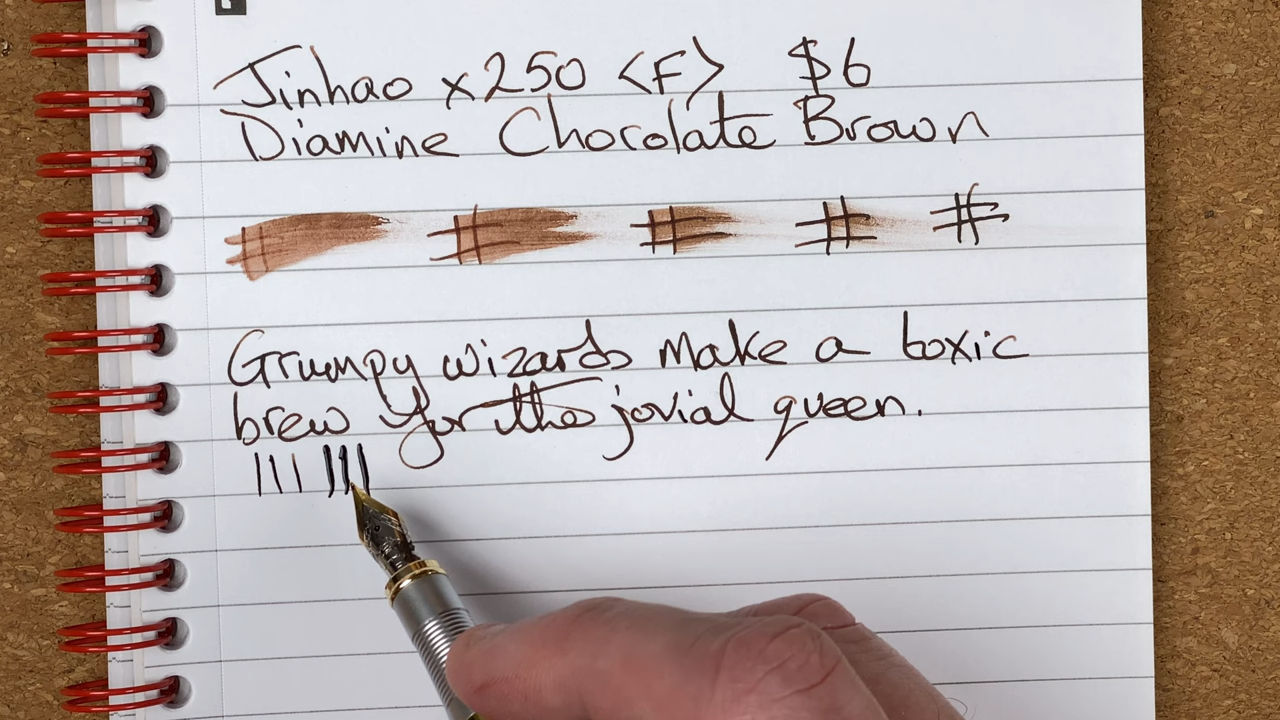 Jinhao x250 <F> $6
Diamine Chocolate Brown
# # # # #
Grumpy wizards make a toxic
brew for the jovial queen.
||| |||